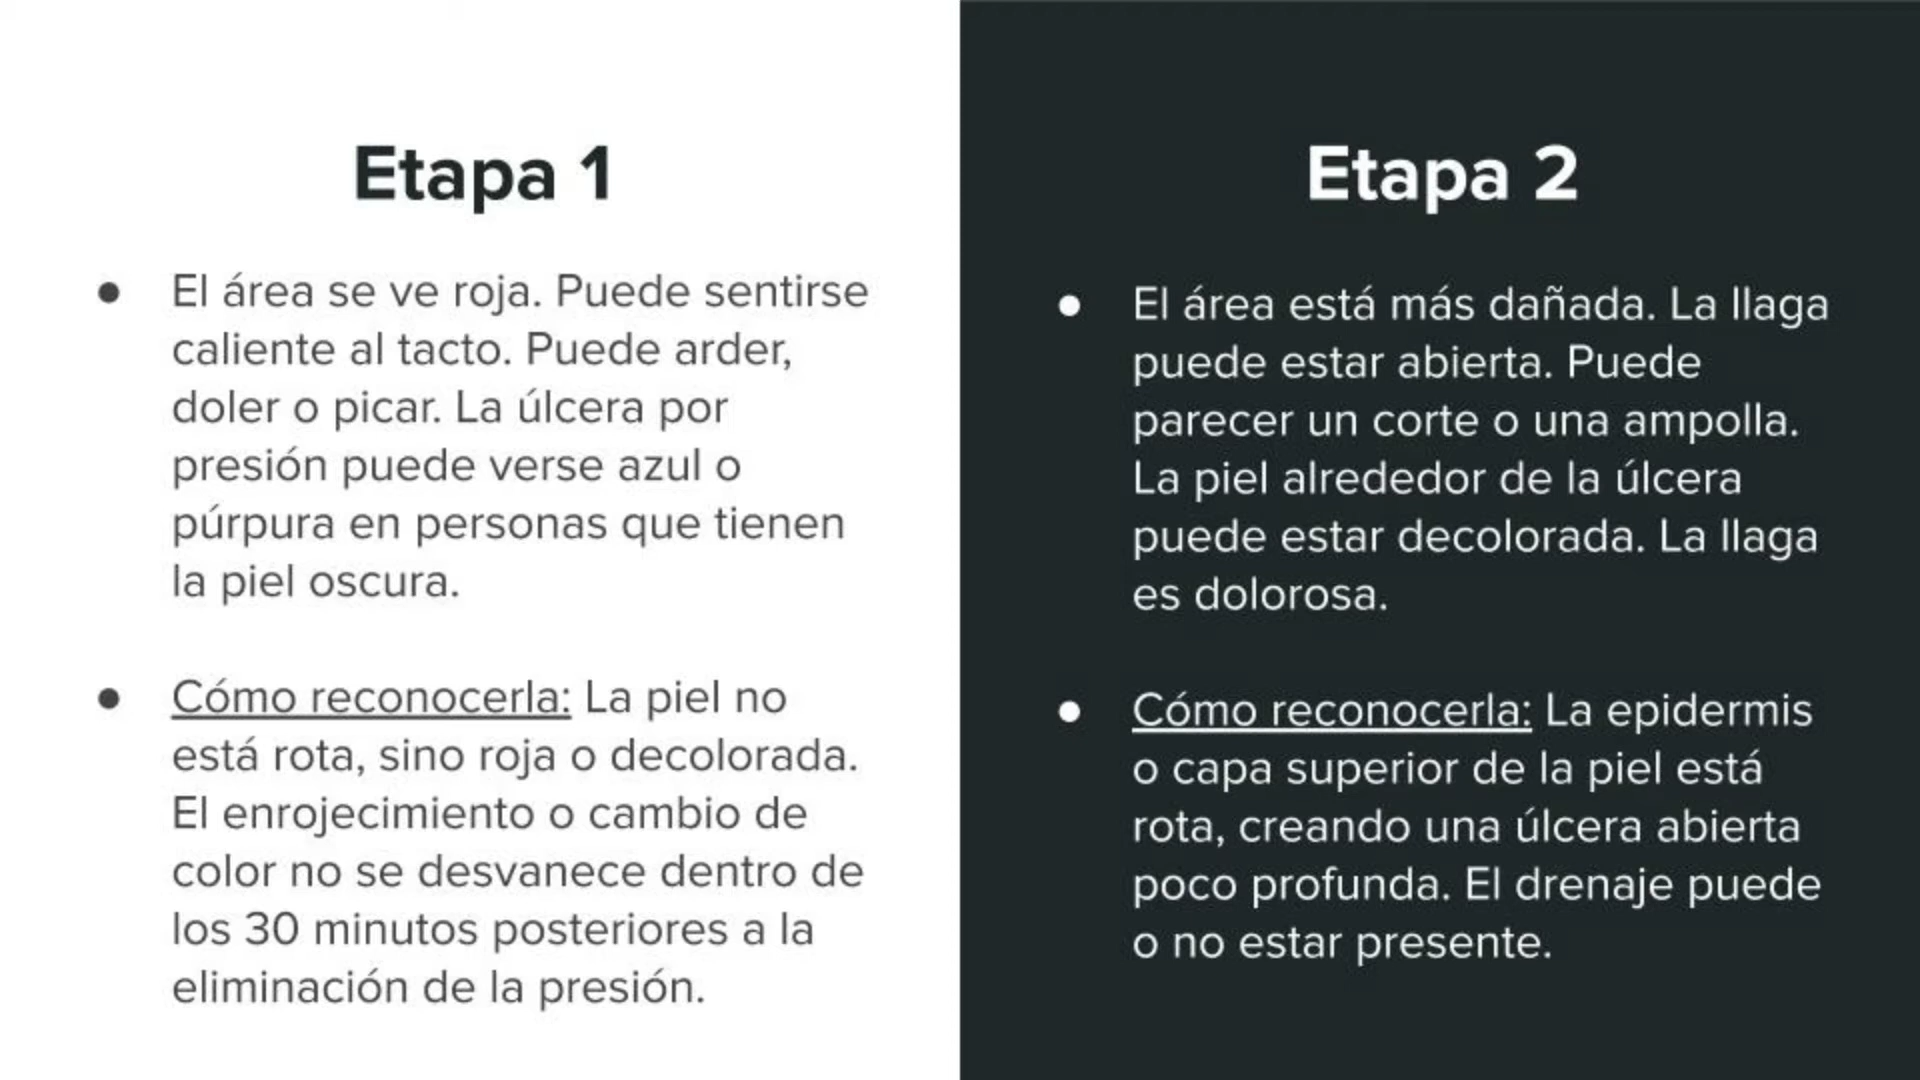 Etapa 1
● El área se ve roja. Puede sentirse
caliente al tacto. Puede arder,
doler o picar. La úlcera por
presión puede verse azul o
púrpura en personas que tienen
la piel oscura.
● Cómo reconocerla: La piel no
está rota, sino roja o decolorada.
El enrojecimiento o cambio de
color no se desvanece dentro de
los 30 minutos posteriores a la
eliminación de la presión.
Etapa 2
● El área está más dañada. La llaga
puede estar abierta. Puede
parecer un corte o una ampolla.
La piel alrededor de la úlcera
puede estar decolorada. La llaga
es dolorosa.
● Cómo reconocerla: La epidermis
o capa superior de la piel está
rota, creando una úlcera abierta
poco profunda. El drenaje puede
o no estar presente.